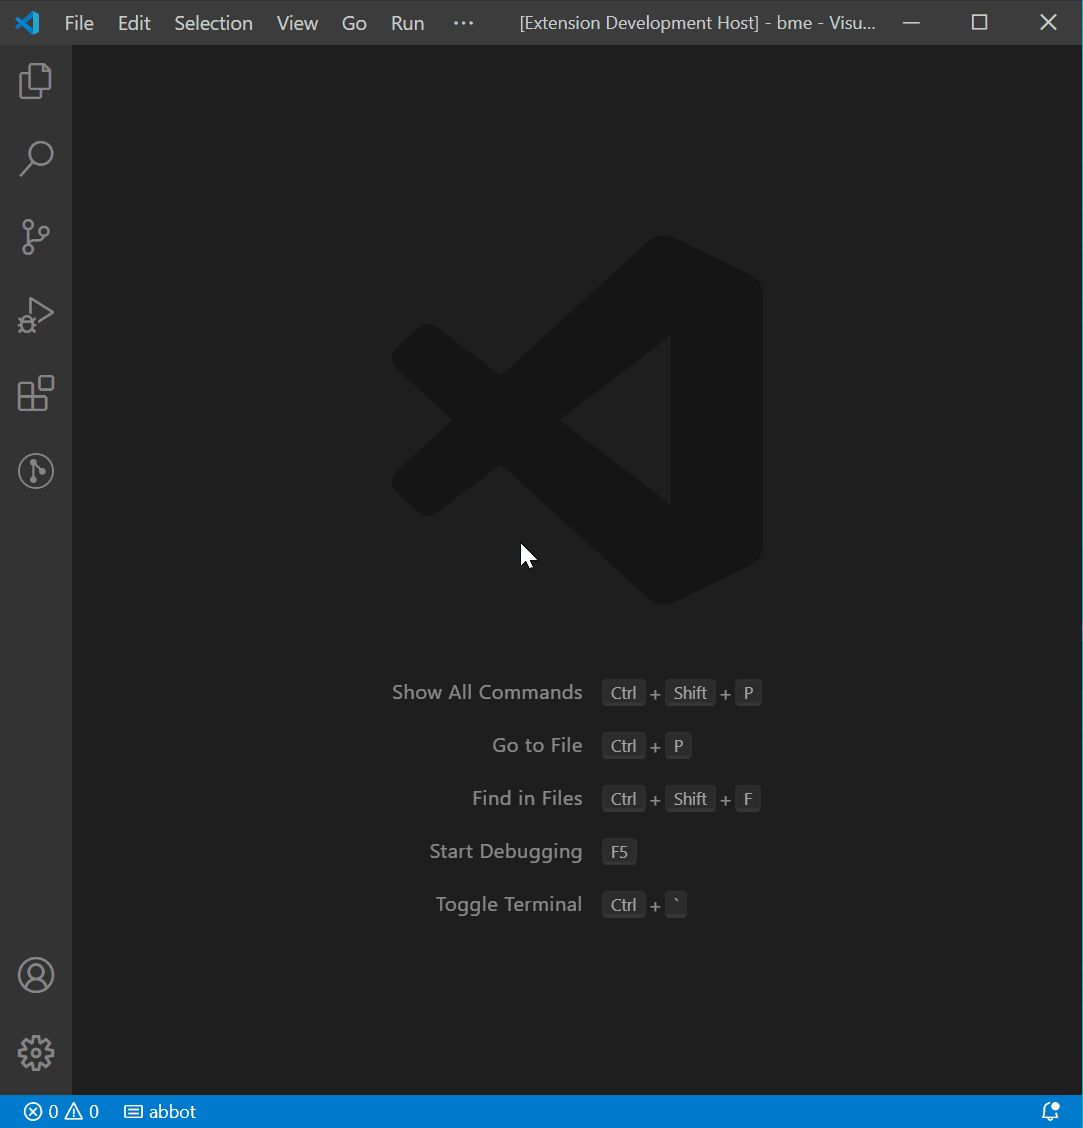 File Edit Selection View Go Run ··· [Extension Development Host] - bme - Visu...
Show All Commands Ctrl + Shift + P
Go to File Ctrl + P
Find in Files Ctrl + Shift + F
Start Debugging F5
Toggle Terminal Ctrl + `
0 0 abbot